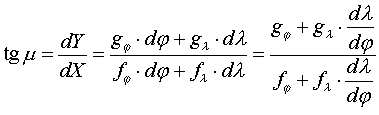 tg μ = dY/dX = (g_φ · dφ + g_λ · dλ)/(f_φ · dφ + f_λ · dλ) = (g_φ + g_λ · dλ/dφ)/(f_φ + f_λ · dλ/dφ)